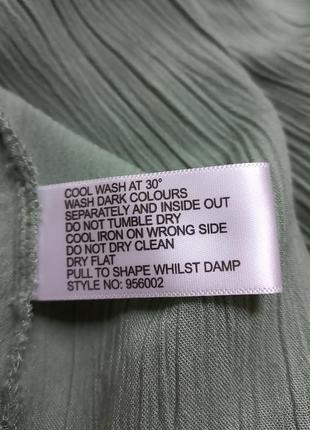 COOL WASH AT 30°
WASH DARK COLOURS
SEPARATELY AND INSIDE OUT
DO NOT TUMBLE DRY
COOL IRON ON WRONG SIDE
DO NOT DRY CLEAN
DRY FLAT
PULL TO SHAPE WHILST DAMP
STYLE NO: 956002